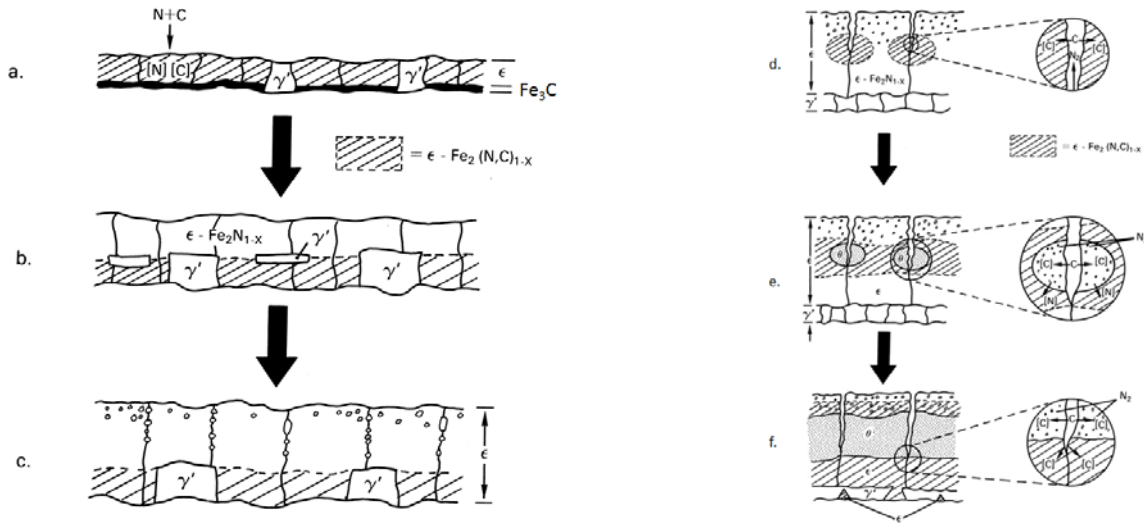 a.
N+C
[N] [C]
γ'
γ'
ϵ
Fe₃C
= ϵ - Fe₂ (N,C)₁₋ₓ
b.
ϵ - Fe₂N₁₋ₓ
γ'
γ'
γ'
c.
γ'
γ'
ϵ
d.
ϵ
ϵ - Fe₂N₁₋ₓ
γ'
[C]
C
[C]
N₂
= ϵ - Fe₂ (N,C)₁₋ₓ
e.
ϵ
θ
θ
ϵ
γ'
N
[C]
C
[C]
[N]
[N]
f.
θ
ϵ
γ'
ϵ
N₂
[C]
C
[C]
[C]
[C]